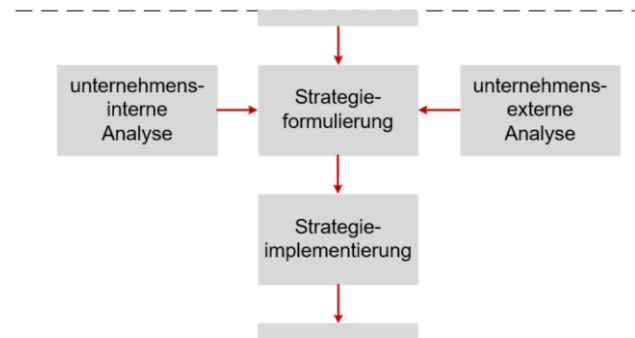 unternehmens-
interne
Analyse
Strategie-
formulierung
unternehmens-
externe
Analyse
Strategie-
implementierung